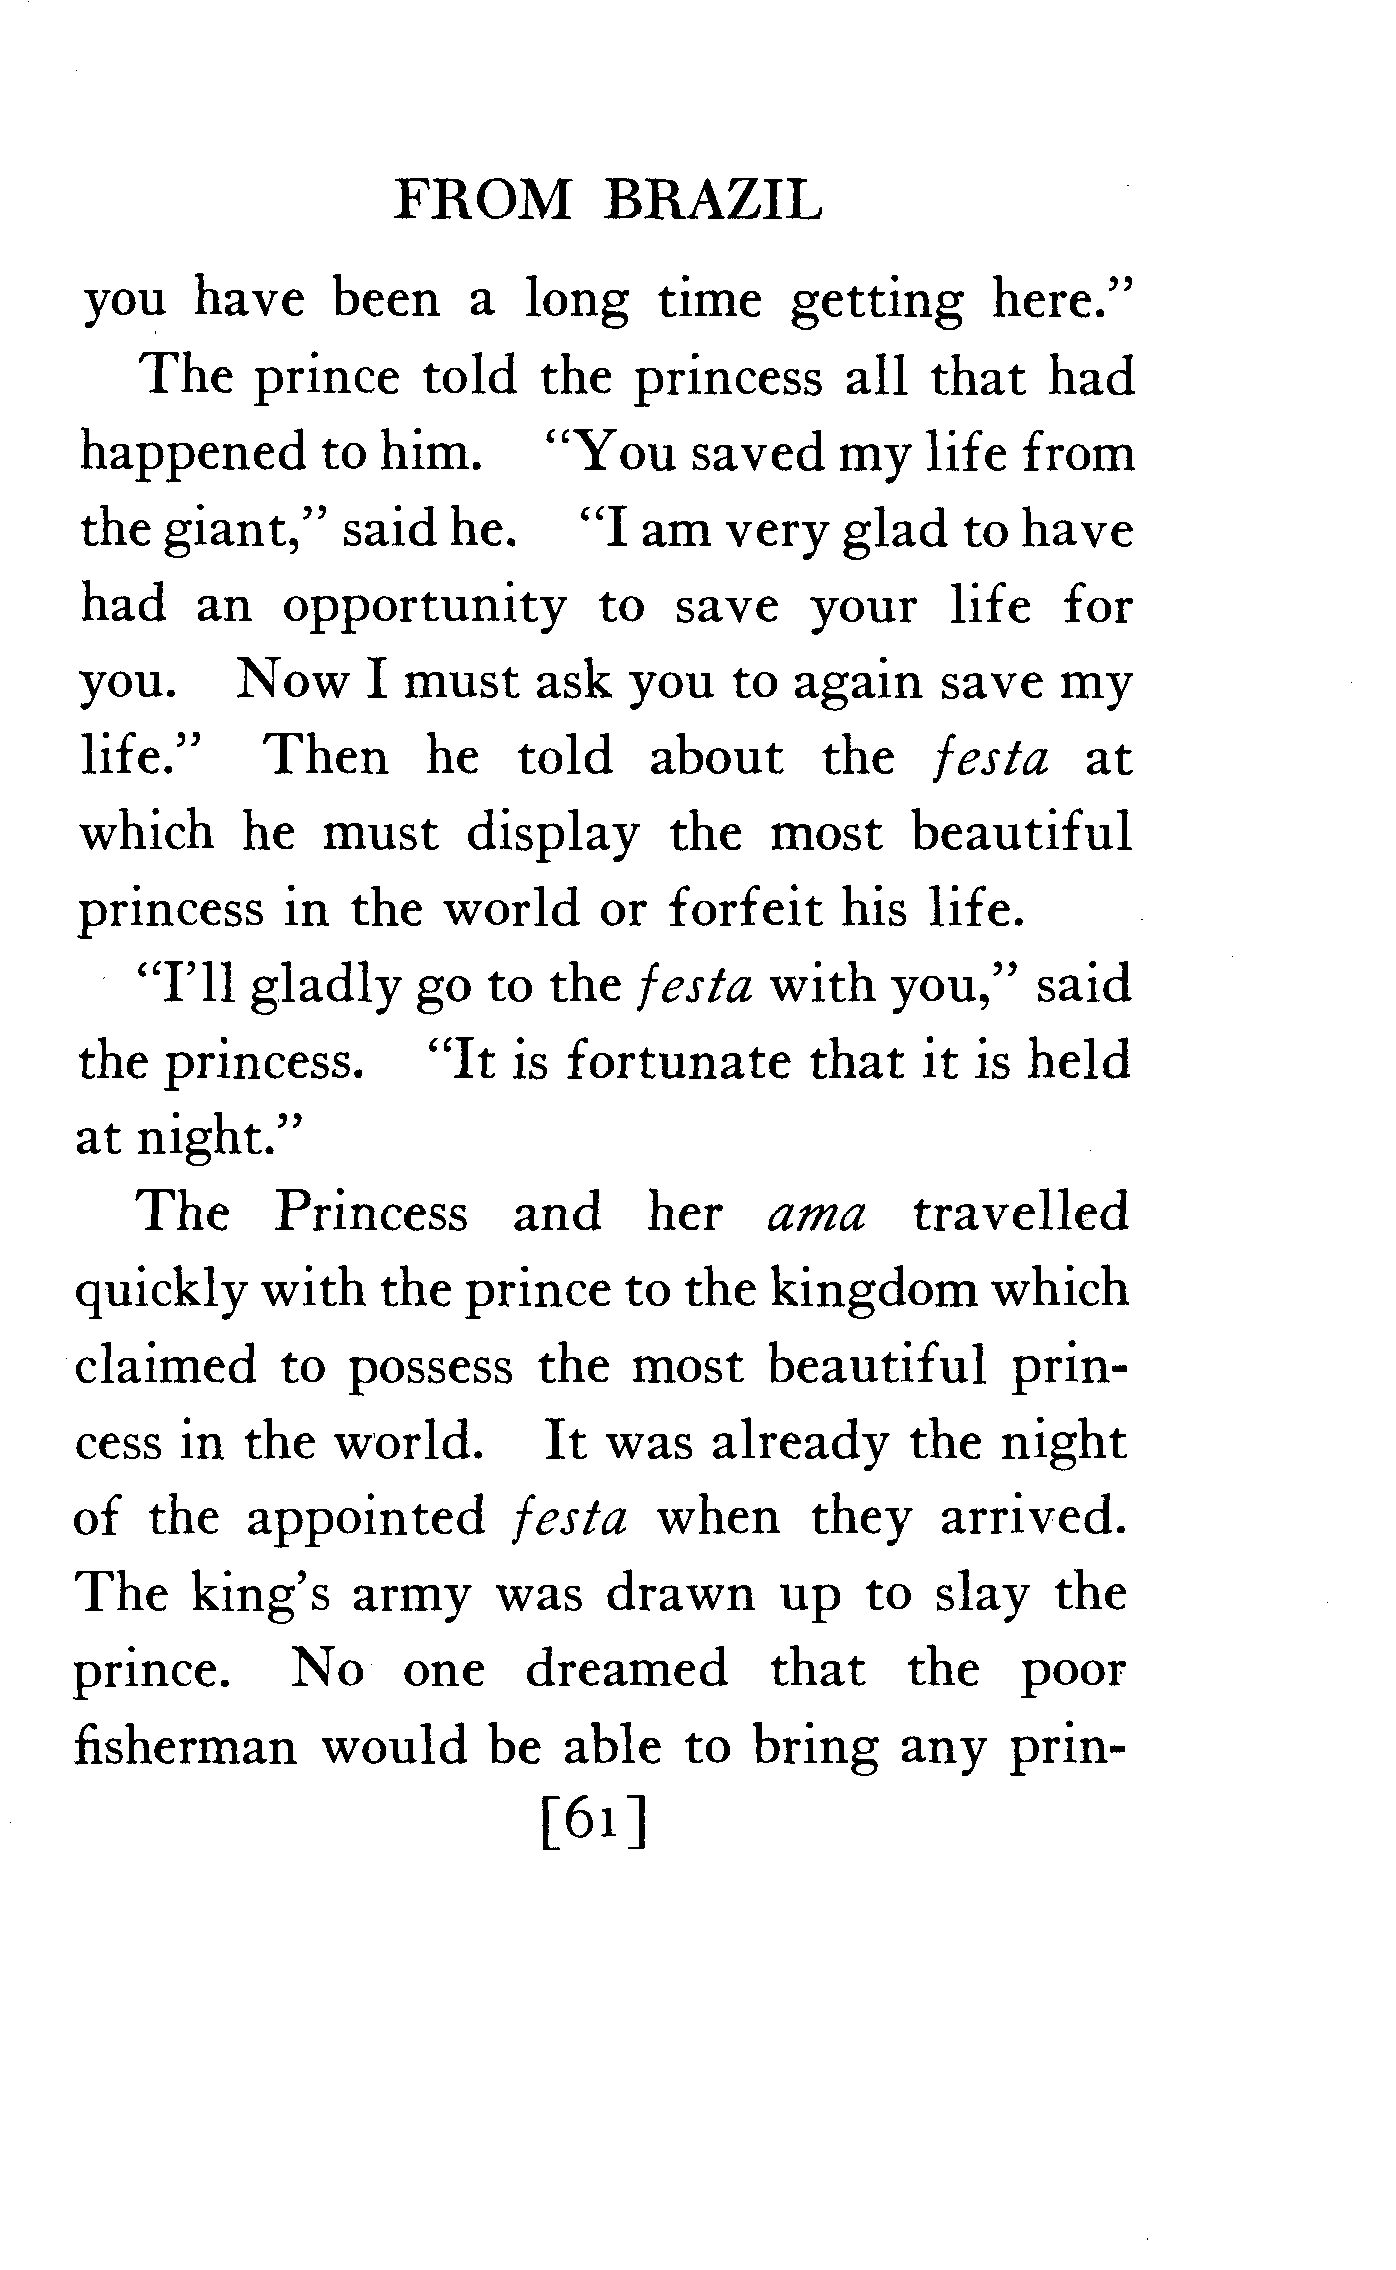 FROM BRAZIL
you have been a long time getting here.”
The prince told the princess all that had
happened to him. “You saved my life from
the giant,” said he. “I am very glad to have
had an opportunity to save your life for
you. Now I must ask you to again save my
life.” Then he told about the festa at
which he must display the most beautiful
princess in the world or forfeit his life.
“I’ll gladly go to the festa with you,” said
the princess. “It is fortunate that it is held
at night.”
The Princess and her ama travelled
quickly with the prince to the kingdom which
claimed to possess the most beautiful prin-
cess in the world. It was already the night
of the appointed festa when they arrived.
The king’s army was drawn up to slay the
prince. No one dreamed that the poor
fisherman would be able to bring any prin-
[61]